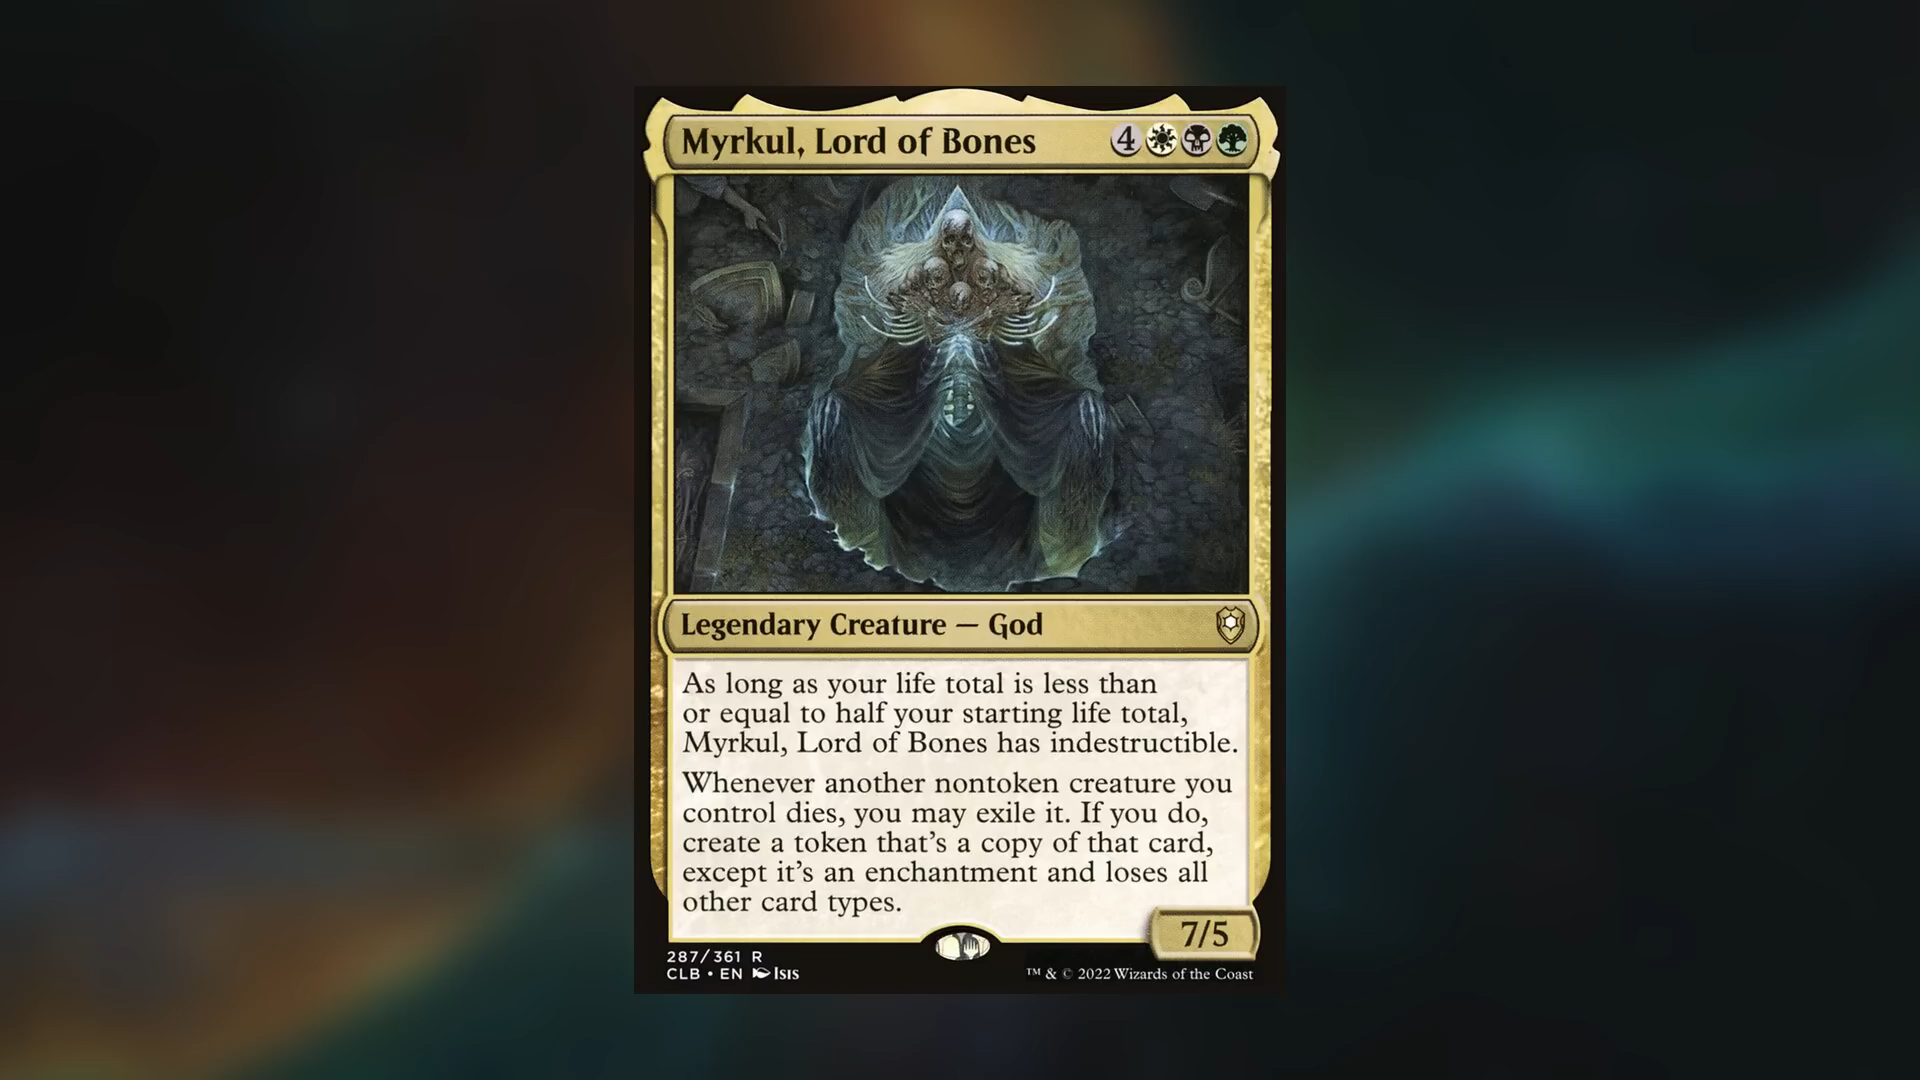 Myrkul, Lord of Bones 4
Legendary Creature — God
As long as your life total is less than
or equal to half your starting life total,
Myrkul, Lord of Bones has indestructible.
Whenever another nontoken creature you
control dies, you may exile it. If you do,
create a token that's a copy of that card,
except it's an enchantment and loses all
other card types.
7/5
287/361 R
CLB • EN Isis
™ & © 2022 Wizards of the Coast